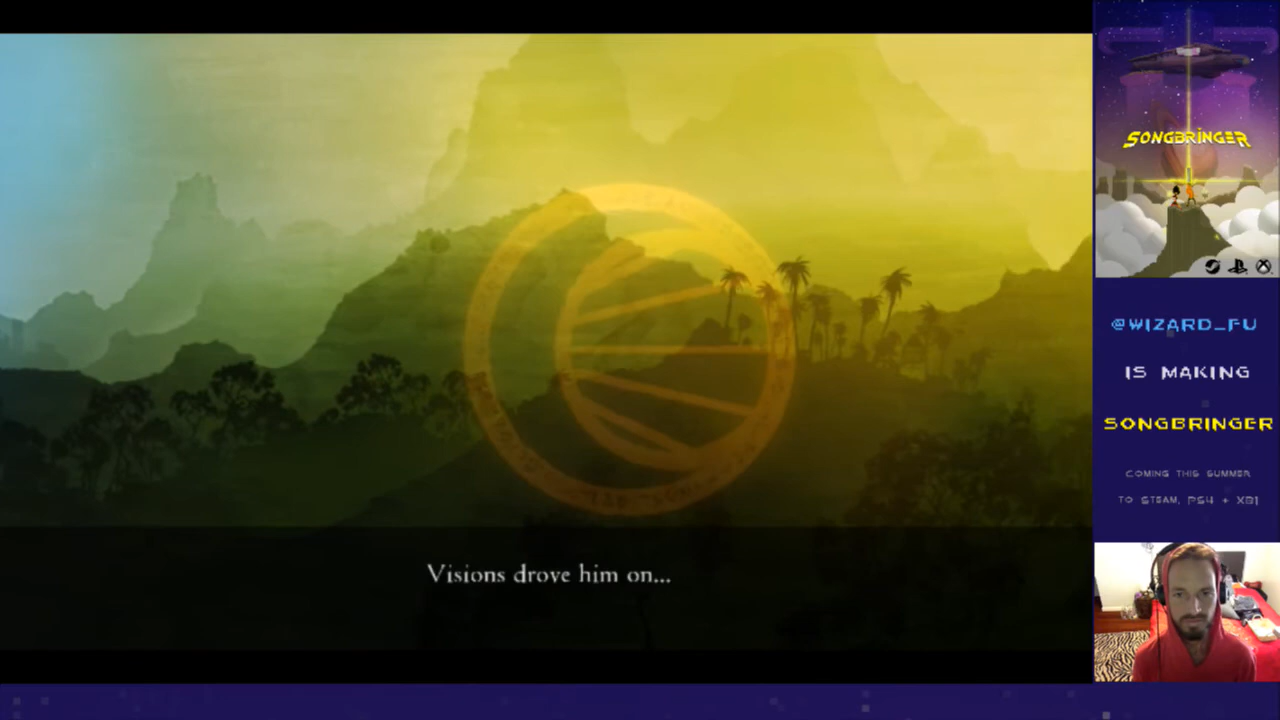 Visions drove him on...
SONGBRINGER
@WIZARD_FU
IS MAKING
SONGBRINGER
COMING THIS SUMMER
TO STEAM, PS4 + XB1